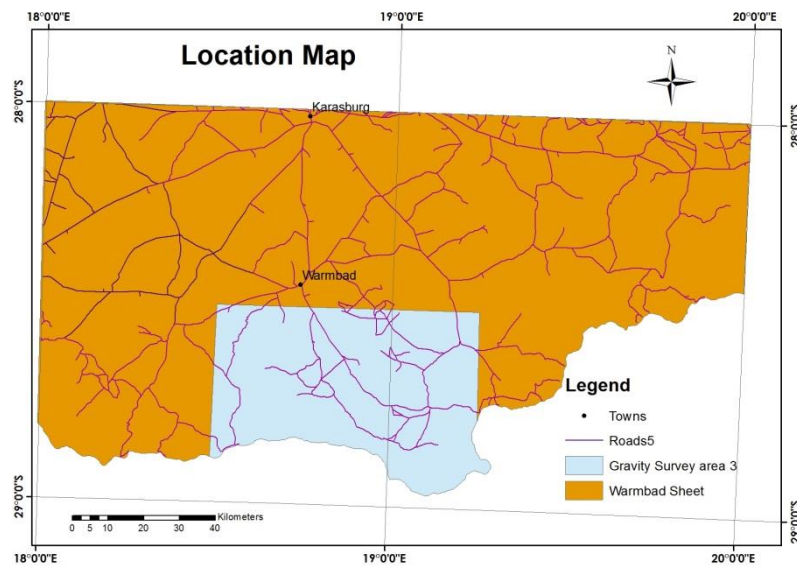 18°0'0"E
19°0'0"E
20°0'0"E
Location Map
N
28°0'0"S
28°0'0"S
Karasburg
Warmbad
Legend
Towns
Roads5
Gravity Survey area 3
Warmbad Sheet
29°0'0"S
28°0'0"S
Kilometers
0 5 10 20 30 40
18°0'0"E
19°0'0"E
20°0'0"E